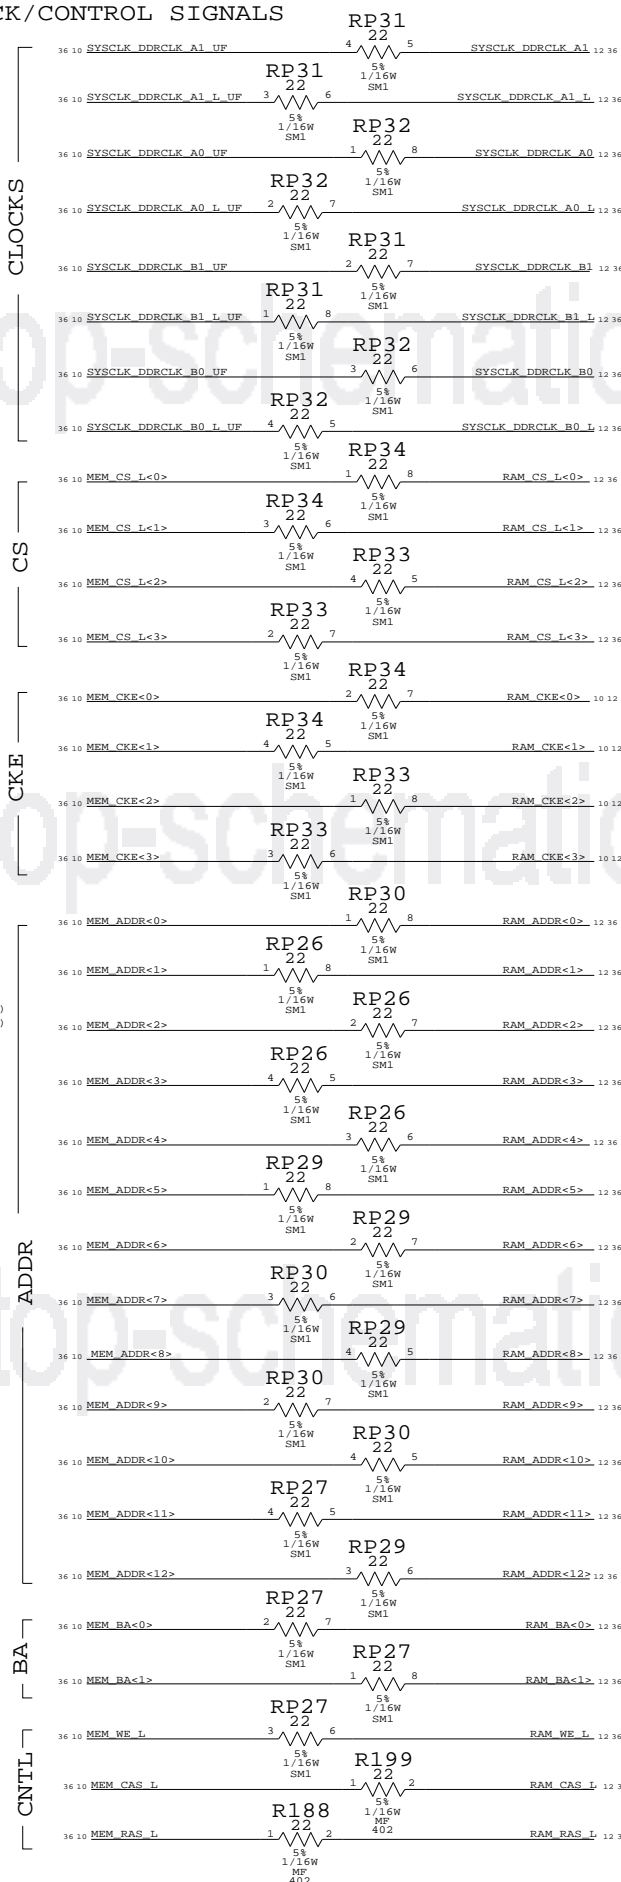 CK/CONTROL SIGNALS
CLOCKS
36 10 SYSCLK_DDRCLK_A1_UF 4 RP31 22 5% 1/16W SM1 5 SYSCLK_DDRCLK_A1 12 36
36 10 SYSCLK_DDRCLK_A1_L_UF 3 RP31 22 5% 1/16W SM1 6 SYSCLK_DDRCLK_A1_L 12 36
36 10 SYSCLK_DDRCLK_A0_UF 1 RP32 22 5% 1/16W SM1 8 SYSCLK_DDRCLK_A0 12 36
36 10 SYSCLK_DDRCLK_A0_L_UF 2 RP32 22 5% 1/16W SM1 7 SYSCLK_DDRCLK_A0_L 12 36
36 10 SYSCLK_DDRCLK_B1_UF 2 RP31 22 5% 1/16W SM1 7 SYSCLK_DDRCLK_B1 12 36
36 10 SYSCLK_DDRCLK_B1_L_UF 1 RP31 22 5% 1/16W SM1 8 SYSCLK_DDRCLK_B1_L 12 36
36 10 SYSCLK_DDRCLK_B0_UF 3 RP32 22 5% 1/16W SM1 6 SYSCLK_DDRCLK_B0 12 36
36 10 SYSCLK_DDRCLK_B0_L_UF 4 RP32 22 5% 1/16W SM1 5 SYSCLK_DDRCLK_B0_L 12 36
CS
36 10 MEM_CS_L<0> 1 RP34 22 5% 1/16W SM1 8 RAM_CS_L<0> 12 36
36 10 MEM_CS_L<1> 3 RP34 22 5% 1/16W SM1 6 RAM_CS_L<1> 12 36
36 10 MEM_CS_L<2> 4 RP33 22 5% 1/16W SM1 5 RAM_CS_L<2> 12 36
36 10 MEM_CS_L<3> 2 RP33 22 5% 1/16W SM1 7 RAM_CS_L<3> 12 36
CKE
36 10 MEM_CKE<0> 2 RP34 22 5% 1/16W SM1 7 RAM_CKE<0> 10 12
36 10 MEM_CKE<1> 4 RP34 22 5% 1/16W SM1 5 RAM_CKE<1> 10 12
36 10 MEM_CKE<2> 1 RP33 22 5% 1/16W SM1 8 RAM_CKE<2> 10 12
36 10 MEM_CKE<3> 3 RP33 22 5% 1/16W SM1 6 RAM_CKE<3> 10 12
ADDR
36 10 MEM_ADDR<0> 1 RP30 22 5% 1/16W SM1 8 RAM_ADDR<0> 12 36
36 10 MEM_ADDR<1> 1 RP26 22 5% 1/16W SM1 8 RAM_ADDR<1> 12 36
36 10 MEM_ADDR<2> 2 RP26 22 5% 1/16W SM1 7 RAM_ADDR<2> 12 36
36 10 MEM_ADDR<3> 4 RP26 22 5% 1/16W SM1 5 RAM_ADDR<3> 12 36
36 10 MEM_ADDR<4> 3 RP26 22 5% 1/16W SM1 6 RAM_ADDR<4> 12 36
36 10 MEM_ADDR<5> 1 RP29 22 5% 1/16W SM1 8 RAM_ADDR<5> 12 36
36 10 MEM_ADDR<6> 2 RP29 22 5% 1/16W SM1 7 RAM_ADDR<6> 12 36
36 10 MEM_ADDR<7> 3 RP30 22 5% 1/16W SM1 6 RAM_ADDR<7> 12 36
36 10 MEM_ADDR<8> 4 RP29 22 5% 1/16W SM1 5 RAM_ADDR<8> 12 36
36 10 MEM_ADDR<9> 2 RP30 22 5% 1/16W SM1 7 RAM_ADDR<9> 12 36
36 10 MEM_ADDR<10> 4 RP30 22 5% 1/16W SM1 5 RAM_ADDR<10> 12 36
36 10 MEM_ADDR<11> 4 RP27 22 5% 1/16W SM1 5 RAM_ADDR<11> 12 36
36 10 MEM_ADDR<12> 3 RP29 22 5% 1/16W SM1 6 RAM_ADDR<12> 12 36
BA
36 10 MEM_BA<0> 2 RP27 22 5% 1/16W SM1 7 RAM_BA<0> 12 36
36 10 MEM_BA<1> 1 RP27 22 5% 1/16W SM1 8 RAM_BA<1> 12 36
CNTL
36 10 MEM_WE_L 3 RP27 22 5% 1/16W SM1 6 RAM_WE_L 12 36
36 10 MEM_CAS_L 1 R199 22 5% 1/16W MF 402 2 RAM_CAS_L 12 3
36 10 MEM_RAS_L 1 R188 22 5% 1/16W MF 402 2 RAM_RAS_L 12 3
top-schematic
top-schematic
top-schematic